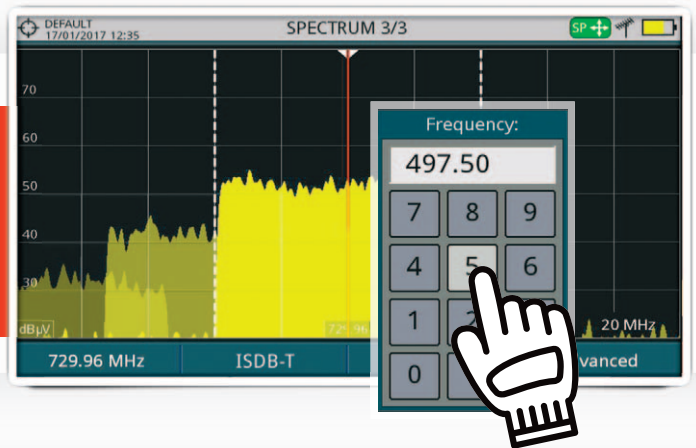 DEFAULT
17/01/2017 12:35
SPECTRUM 3/3
SP
70
60
50
40
30
dBµV
20 MHz
729.96 MHz
ISDB-T
vanced
Frequency:
497.50
7 8 9
4 5 6
1 2
0